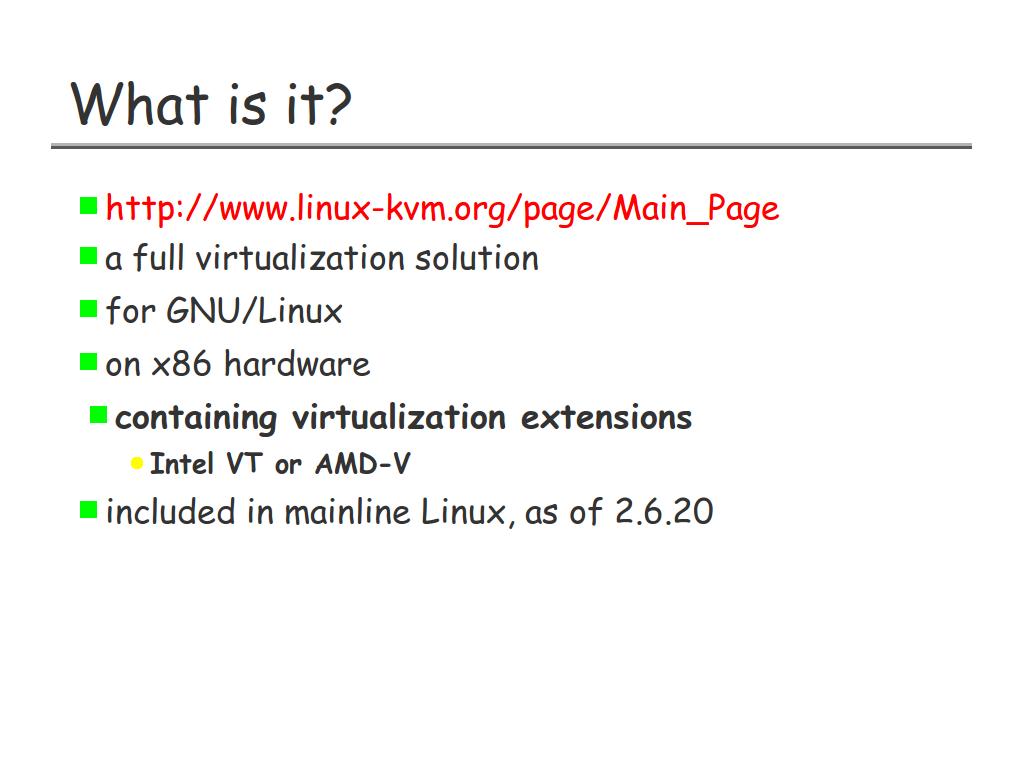 What is it?
http://www.linux-kvm.org/page/Main_Page
a full virtualization solution
for GNU/Linux
on x86 hardware
containing virtualization extensions
Intel VT or AMD-V
included in mainline Linux, as of 2.6.20